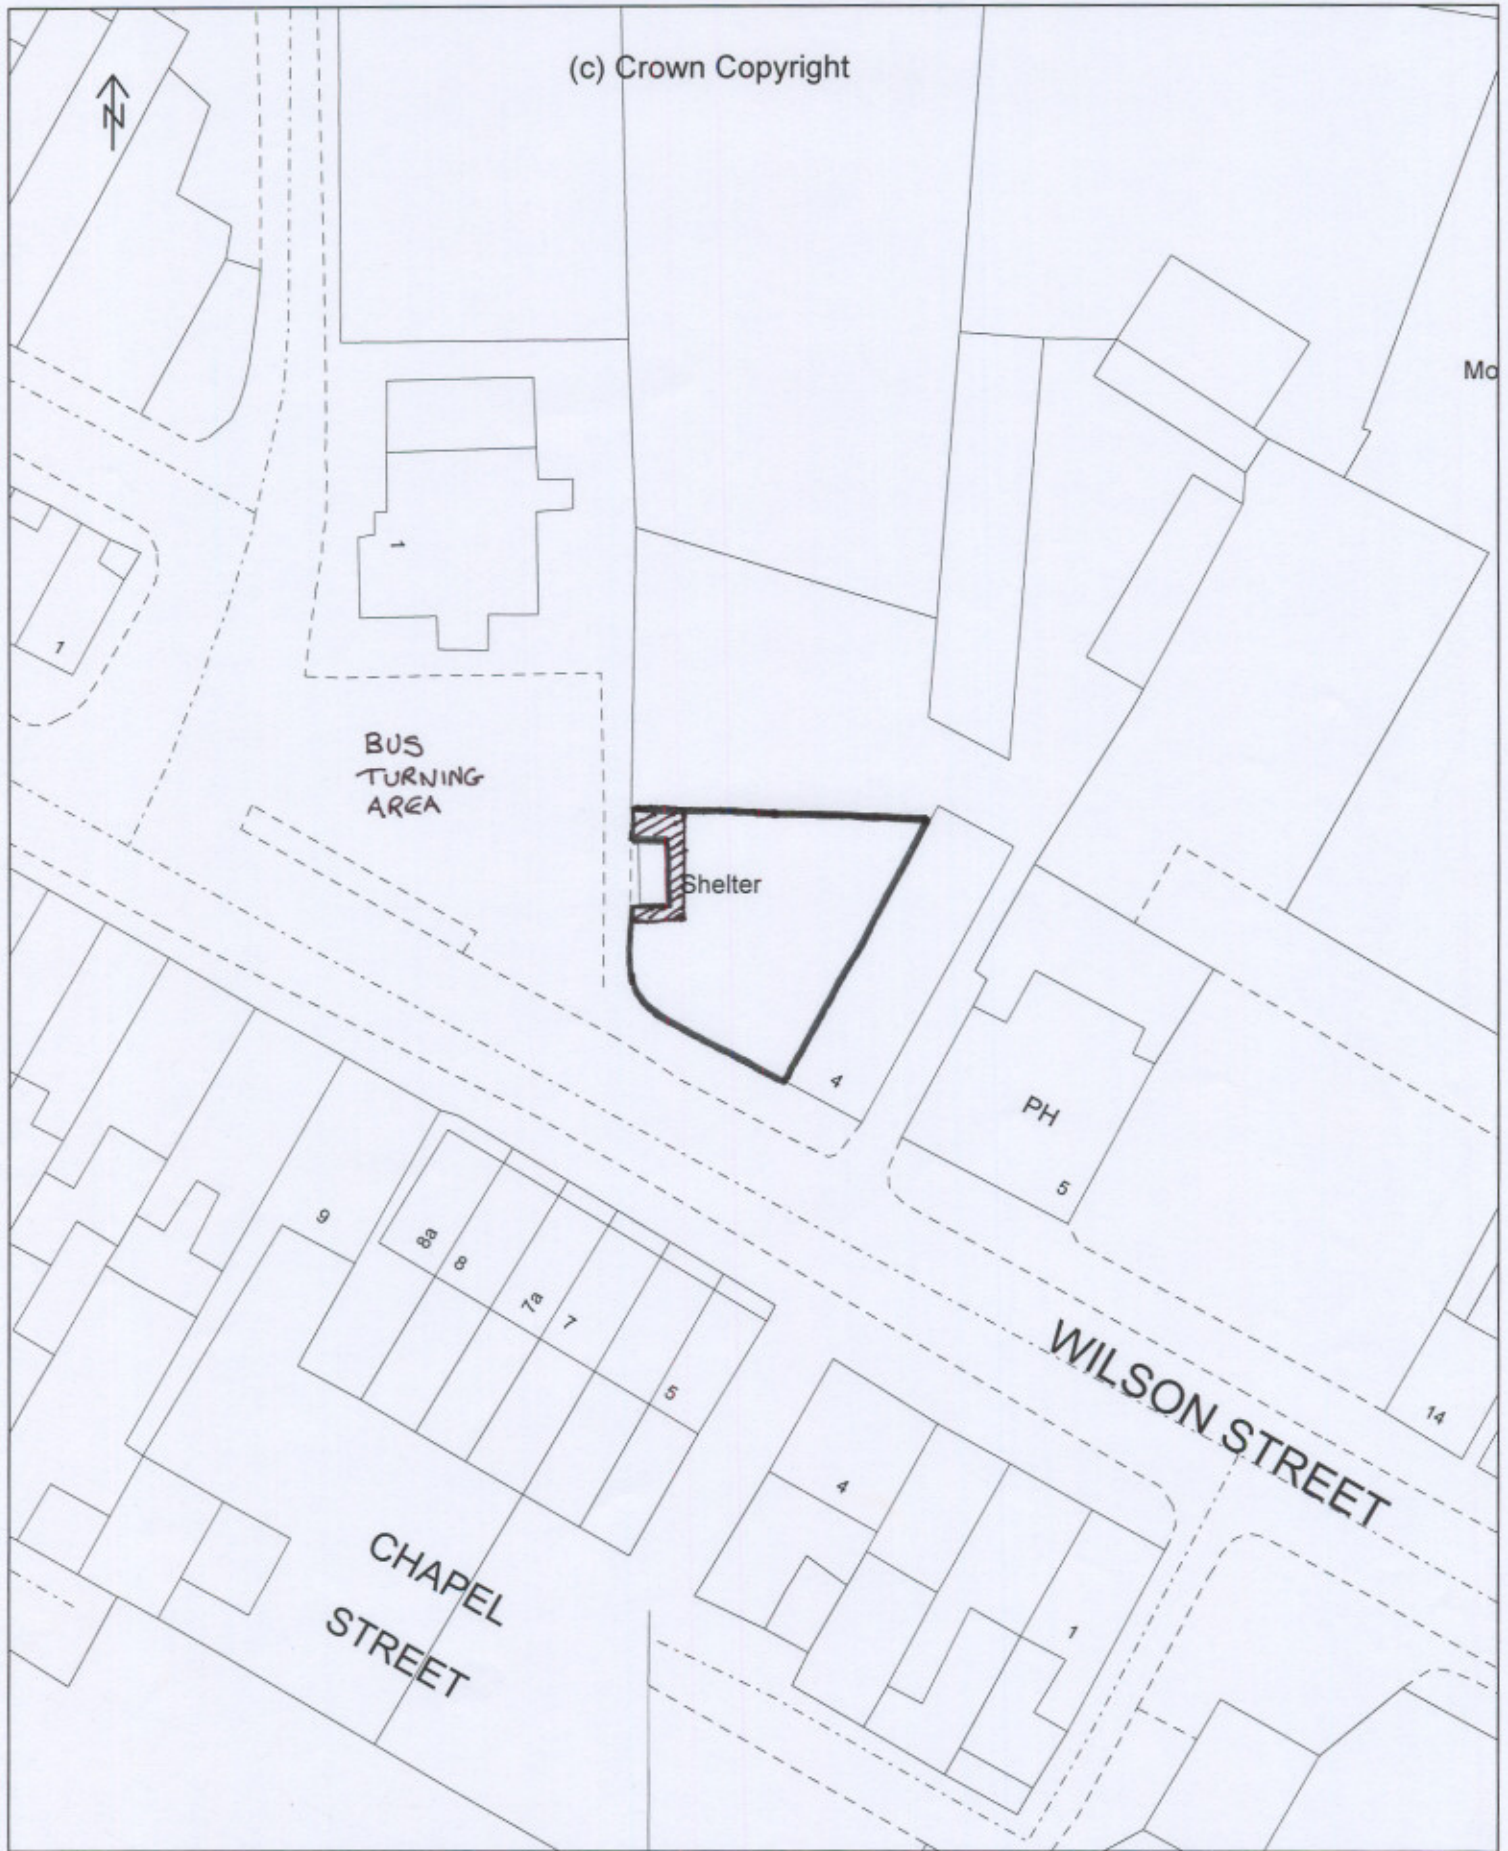 (c) Crown Copyright
N
Mo
1
1
BUS
TURNING
AREA
Shelter
4
PH
5
9
8a
8
7a
7
5
WILSON STREET
14
4
CHAPEL
STREET
1